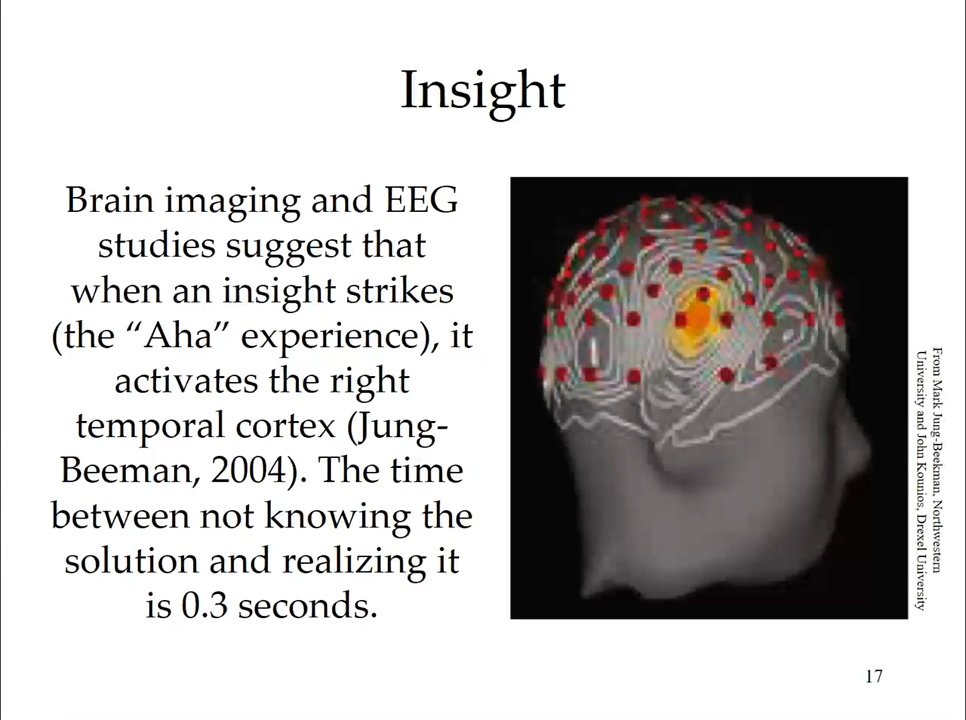 Insight
Brain imaging and EEG
studies suggest that
when an insight strikes
(the “Aha” experience), it
activates the right
temporal cortex (Jung-
Beeman, 2004). The time
between not knowing the
solution and realizing it
is 0.3 seconds.
From Mark Jung-Beekman, Northwestern
University and John Kounios, Drexel University
17